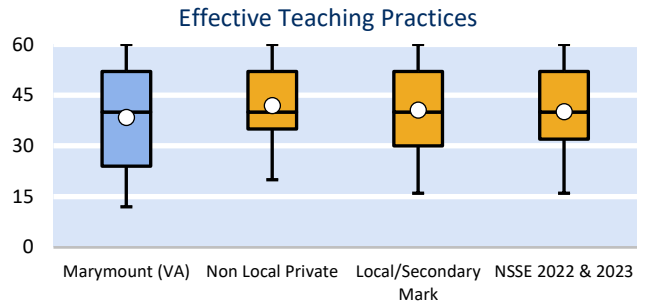 Effective Teaching Practices
60
45
30
15
0
Marymount (VA)
Non Local Private
Local/Secondary
Mark
NSSE 2022 & 2023